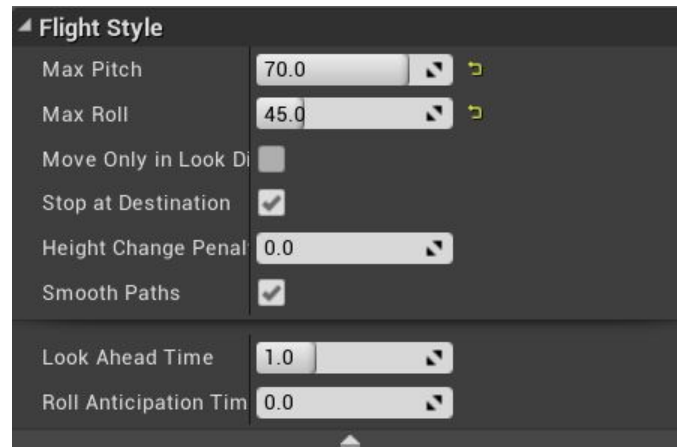 Flight Style
Max Pitch 70.0
Max Roll 45.0
Move Only in Look Di
Stop at Destination
Height Change Penal 0.0
Smooth Paths
Look Ahead Time 1.0
Roll Anticipation Tim 0.0